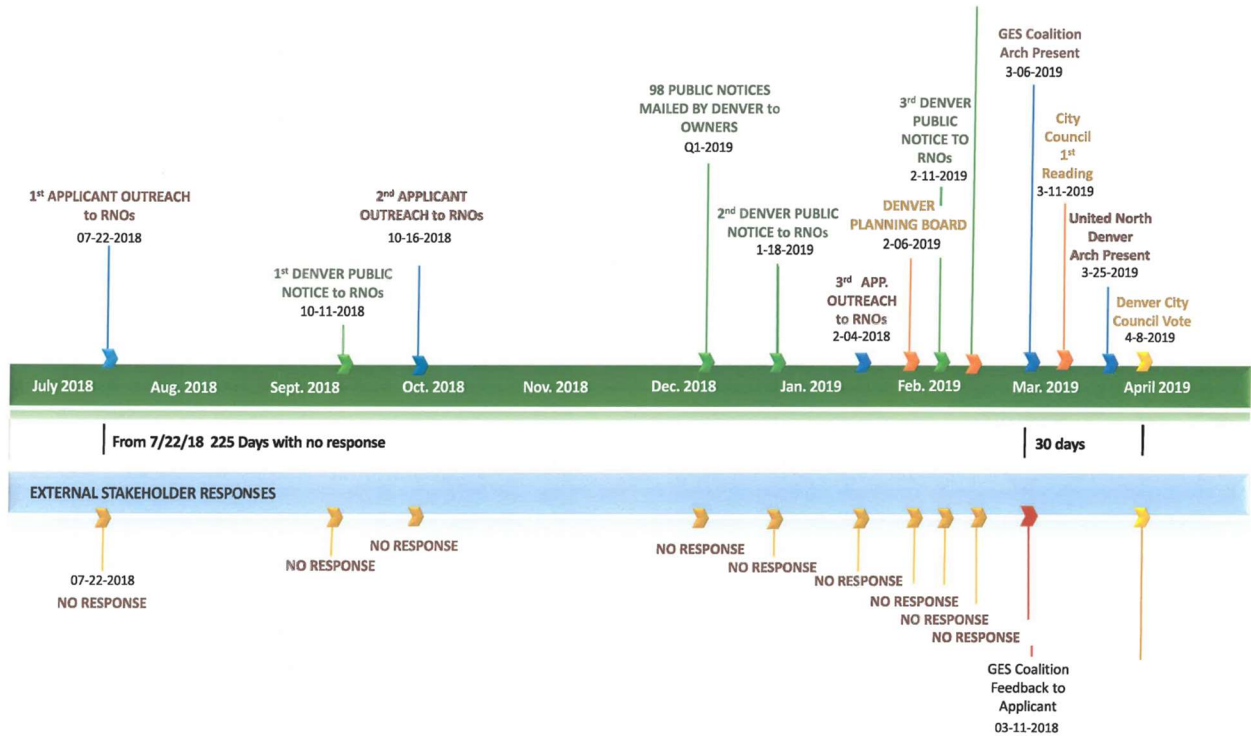 GES Coalition
Arch Present
3-06-2019
98 PUBLIC NOTICES
MAILED BY DENVER to
OWNERS
Q1-2019
3rd DENVER
PUBLIC
NOTICE TO
RNOs
2-11-2019
City
Council
1st
Reading
3-11-2019
1st APPLICANT OUTREACH
to RNOs
07-22-2018
2nd APPLICANT
OUTREACH to RNOs
10-16-2018
2nd DENVER PUBLIC
NOTICE to RNOs
1-18-2019
DENVER
PLANNING BOARD
2-06-2019
United North
Denver
Arch Present
3-25-2019
1st DENVER PUBLIC
NOTICE to RNOs
10-11-2018
3rd APP.
OUTREACH
to RNOs
2-04-2018
Denver City
Council Vote
4-8-2019
July 2018 Aug. 2018 Sept. 2018 Oct. 2018 Nov. 2018 Dec. 2018 Jan. 2019 Feb. 2019 Mar. 2019 April 2019
From 7/22/18 225 Days with no response
30 days
EXTERNAL STAKEHOLDER RESPONSES
07-22-2018
NO RESPONSE
NO RESPONSE
NO RESPONSE
NO RESPONSE
NO RESPONSE
NO RESPONSE
NO RESPONSE
NO RESPONSE
NO RESPONSE
GES Coalition
Feedback to
Applicant
03-11-2018